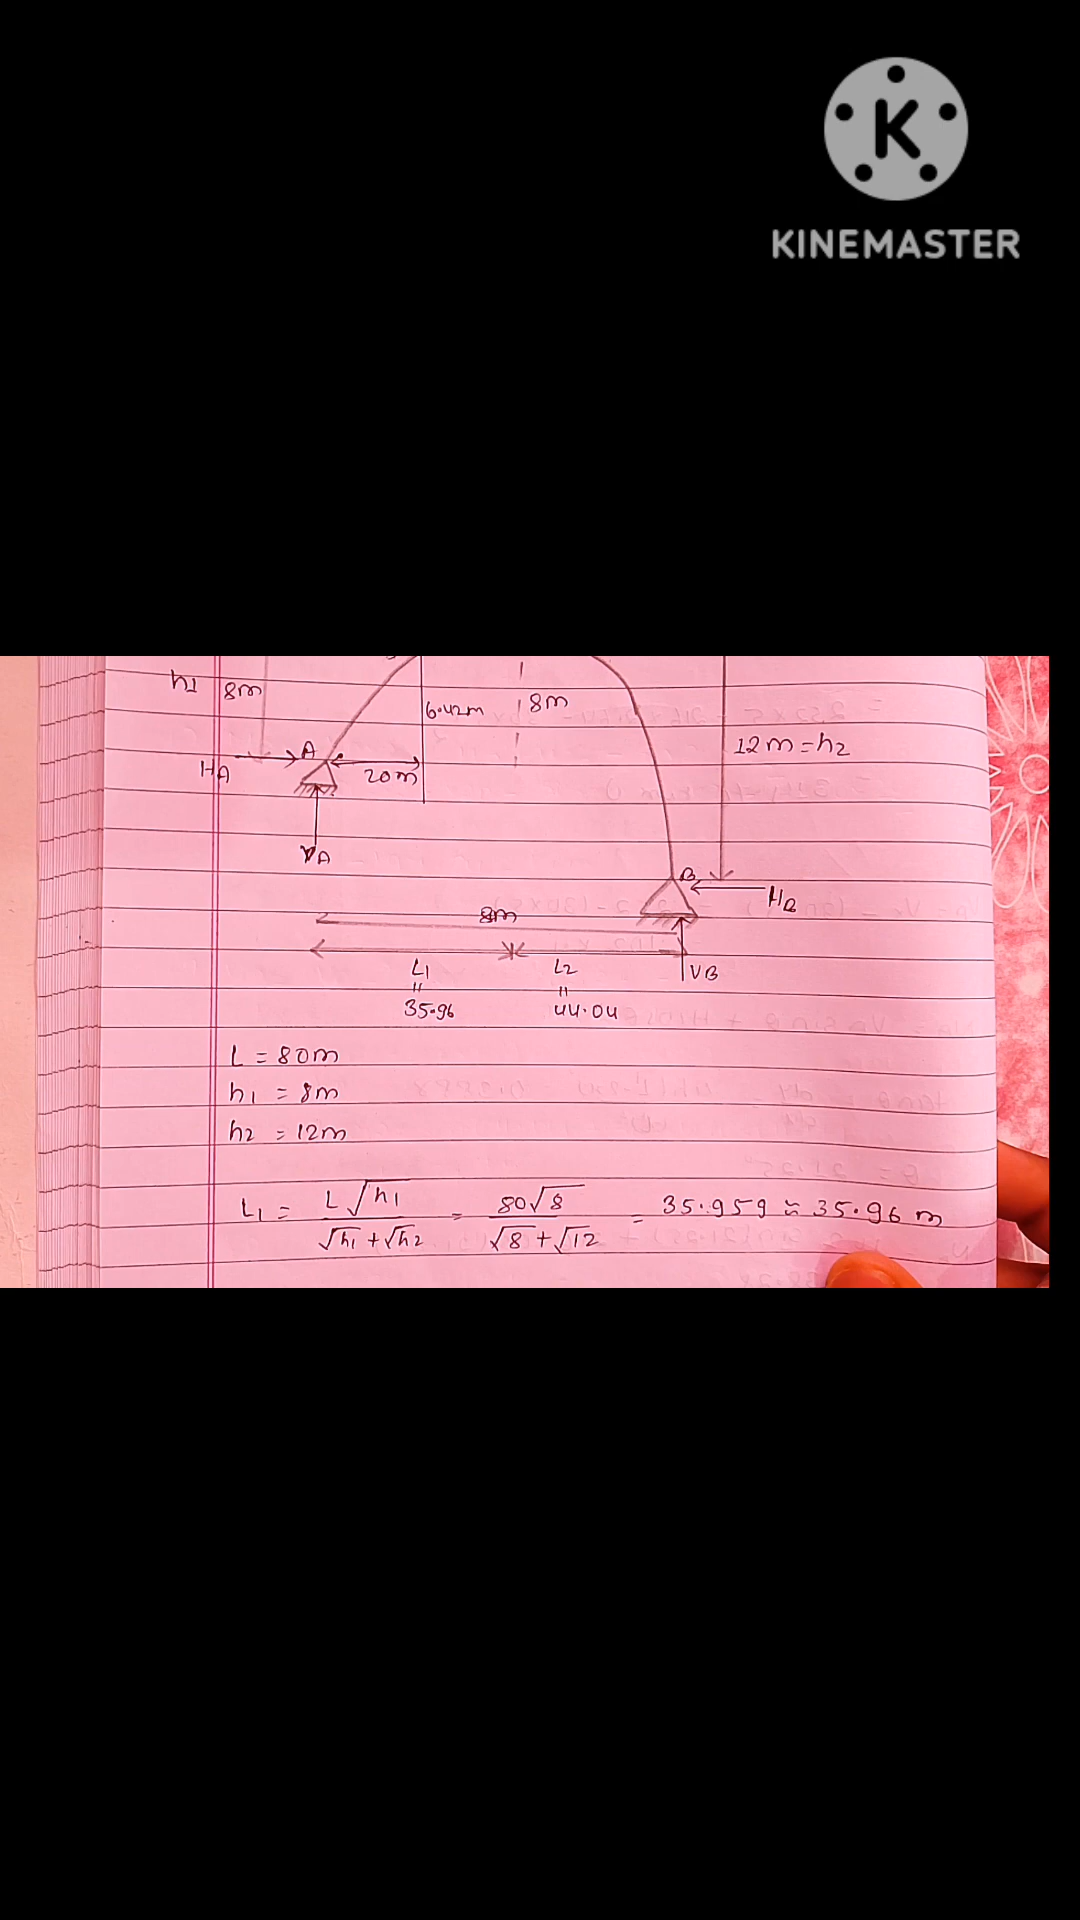 K
KINEMASTER
h1 8m
6.42m 8m
12m=h2
HA A
20m
VA
B
HB
8m
L1 L2 VB
= =
35.96 44.04
L = 80m
h1 = 8m
h2 = 12m
L1 = L√h1 / √h1 + √h2 = 80√8 / √8 + √12 = 35.959 ≈ 35.96 m